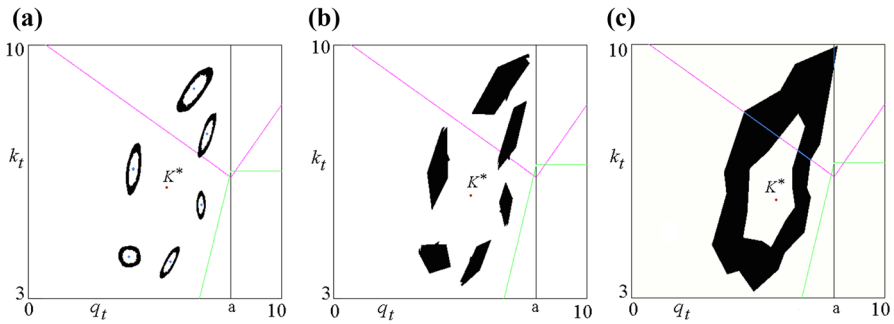 (a) (b) (c)
10 10 10
k_t k_t k_t
K* K* K*
3 3 3
0 q_t a 10 0 q_t a 10 0 q_t a 10